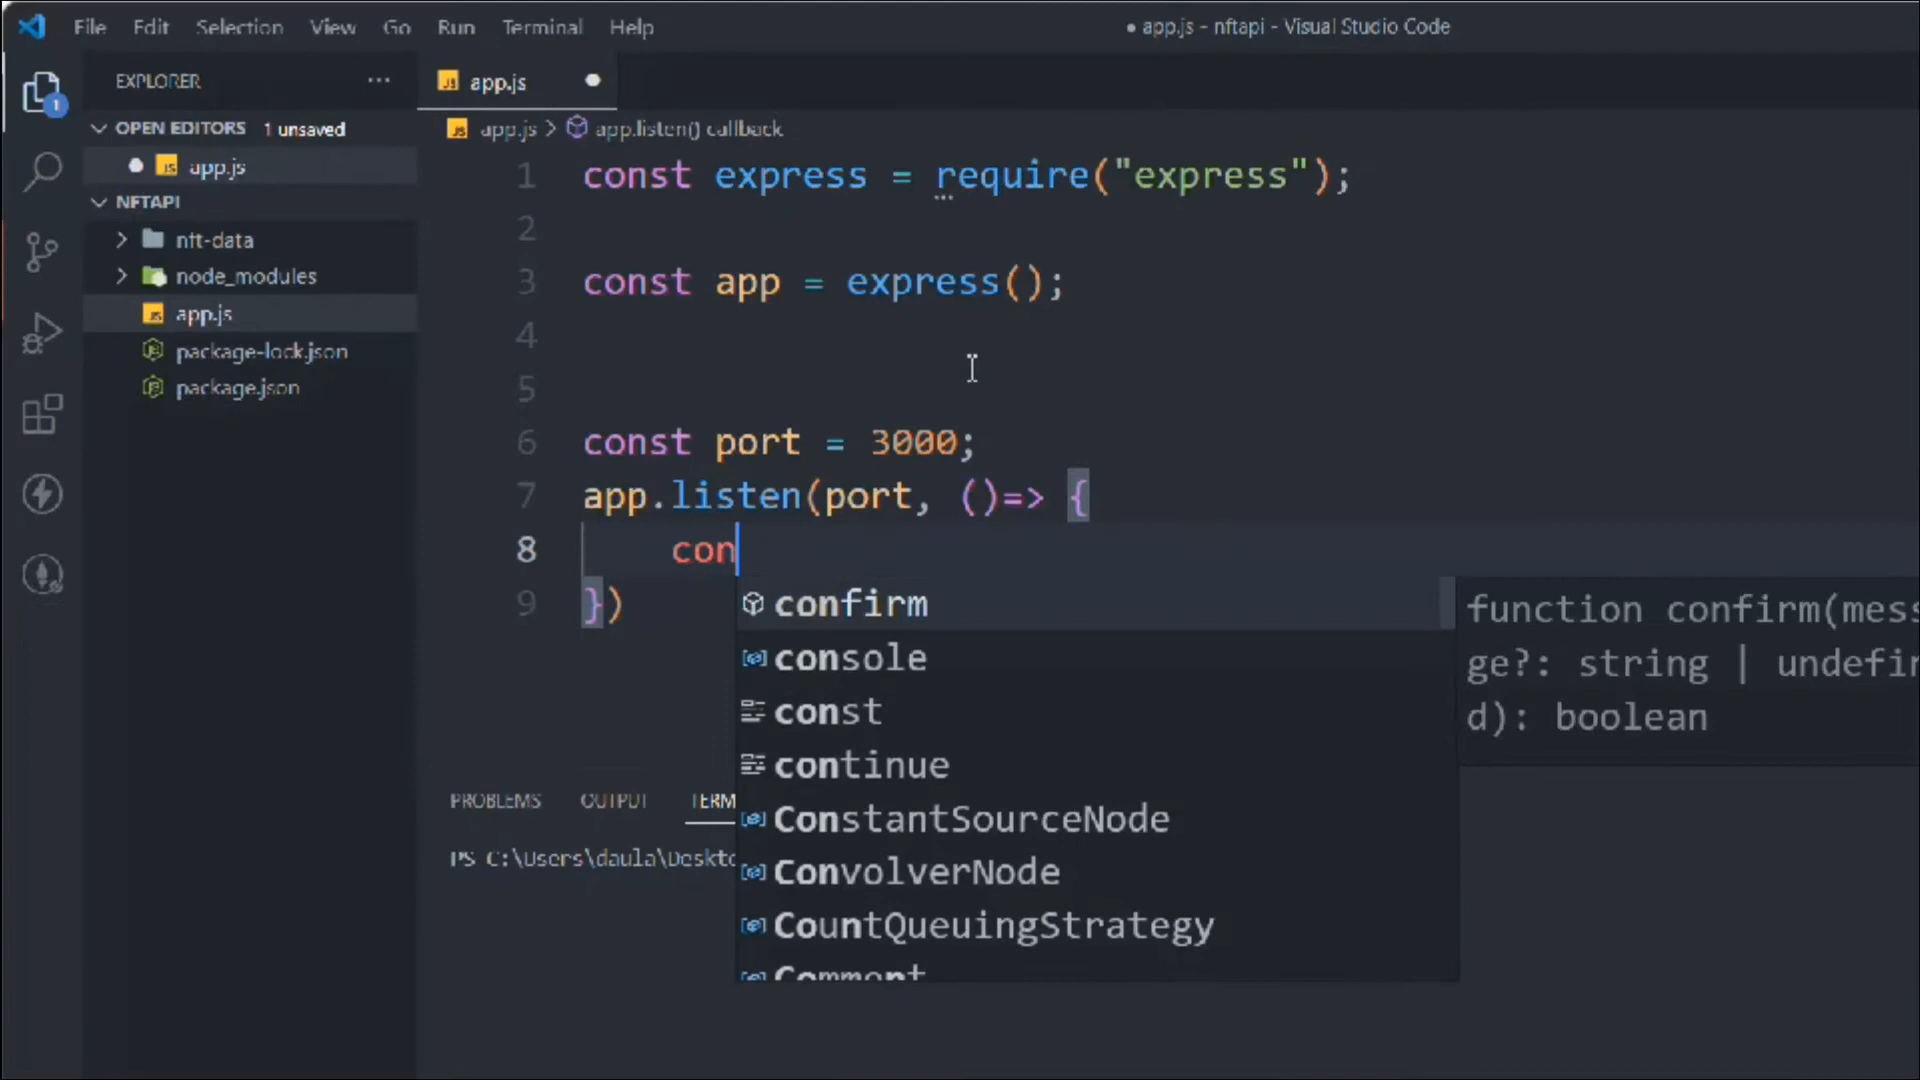 File Edit Selection View Go Run Terminal Help
● app.js - nftapi - Visual Studio Code
EXPLORER ···
app.js
OPEN EDITORS 1 unsaved
app.js > app.listen() callback
1
app.js
NFTAPI
nft-data
node_modules
app.js
package-lock.json
package.json
1 const express = require("express");
2
3 const app = express();
4
5
6 const port = 3000;
7 app.listen(port, ()=> {
8 con
9 })
confirm
console
const
continue
ConstantSourceNode
ConvolverNode
CountQueuingStrategy
Comment
function confirm(mess
ge?: string | undefin
d): boolean
PROBLEMS OUTPUT TERM
PS C:\Users\daula\Deskto